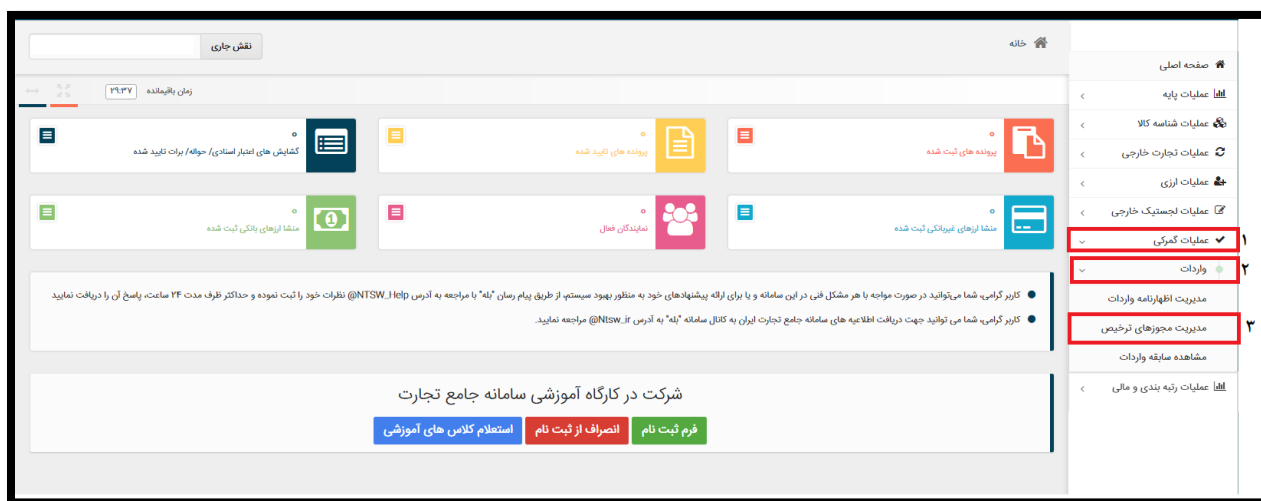 خانه
نقش جاری
زمان باقیمانده ۲۹:۳۷
صفحه اصلی
عملیات پایه
عملیات شناسه کالا
عملیات تجارت خارجی
عملیات ارزی
عملیات لجستیک خارجی
عملیات گمرکی ۱
واردات ۲
مدیریت اظهارنامه واردات
مدیریت مجوزهای ترخیص ۳
مشاهده سابقه واردات
عملیات رتبه بندی و مالی
۰
پرونده های ثبت شده
۰
پرونده های تایید شده
۰
گشایش های اعتبار اسنادی/ حواله/ برات تایید شده
۰
منشا ارزهای غیربانکی ثبت شده
۰
نمایندگان فعال
۰
منشا ارزهای بانکی ثبت شده
کاربر گرامی، شما می‌توانید در صورت مواجه با هر مشکل فنی در این سامانه و یا برای ارائه پیشنهادهای خود به منظور بهبود سیستم، از طریق پیام رسان "بله" با مراجعه به آدرس NTSW_Help@ نظرات خود را ثبت نموده و حداکثر ظرف مدت ۲۴ ساعت، پاسخ آن را دریافت نمایید
کاربر گرامی، شما می توانید جهت دریافت اطلاعیه های سامانه جامع تجارت ایران به کانال سامانه "بله" به آدرس Ntsw_ir@ مراجعه نمایید.
شرکت در کارگاه آموزشی سامانه جامع تجارت
فرم ثبت نام انصراف از ثبت نام استعلام کلاس های آموزشی